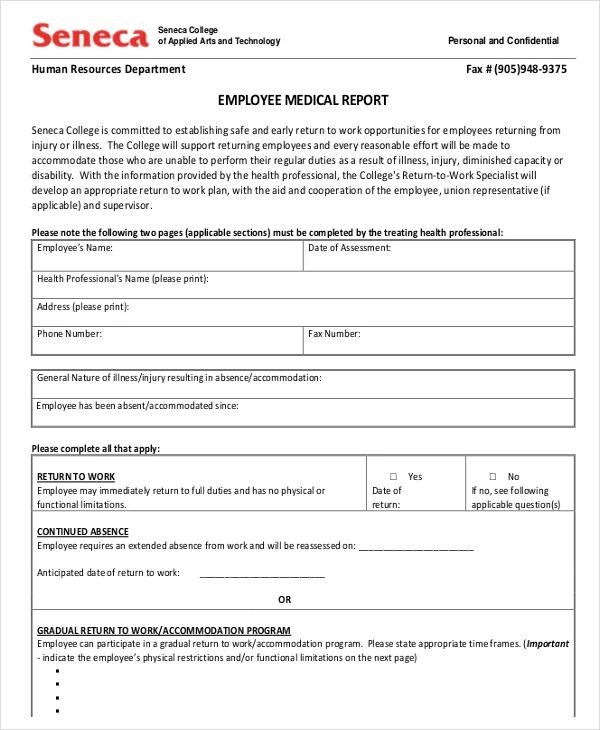 Seneca
Seneca College
of Applied Arts and Technology
Personal and Confidential
Human Resources Department
Fax # (905)948-9375
EMPLOYEE MEDICAL REPORT
Seneca College is committed to establishing safe and early return to work opportunities for employees returning from
injury or illness. The College will support returning employees and every reasonable effort will be made to
accommodate those who are unable to perform their regular duties as a result of illness, injury, diminished capacity or
disability. With the information provided by the health professional, the College's Return-to-Work Specialist will
develop an appropriate return to work plan, with the aid and cooperation of the employee, union representative (if
applicable) and supervisor.
Please note the following two pages (applicable sections) must be completed by the treating health professional:
Employee's Name:
Date of Assessment:
Health Professional's Name (please print):
Address (please print):
Phone Number:
Fax Number:
General Nature of illness/injury resulting in absence/accommodation:
Employee has been absent/accommodated since:
Please complete all that apply:
RETURN TO WORK
Employee may immediately return to full duties and has no physical or
functional limitations.
☐ Yes
Date of
return:
☐ No
If no, see following
applicable question(s)
CONTINUED ABSENCE
Employee requires an extended absence from work and will be reassessed on: _______________________
Anticipated date of return to work: _________________________
OR
GRADUAL RETURN TO WORK/ACCOMMODATION PROGRAM
Employee can participate in a gradual return to work/accommodation program. Please state appropriate time frames. (Important
- indicate the employee's physical restrictions and/or functional limitations on the next page)